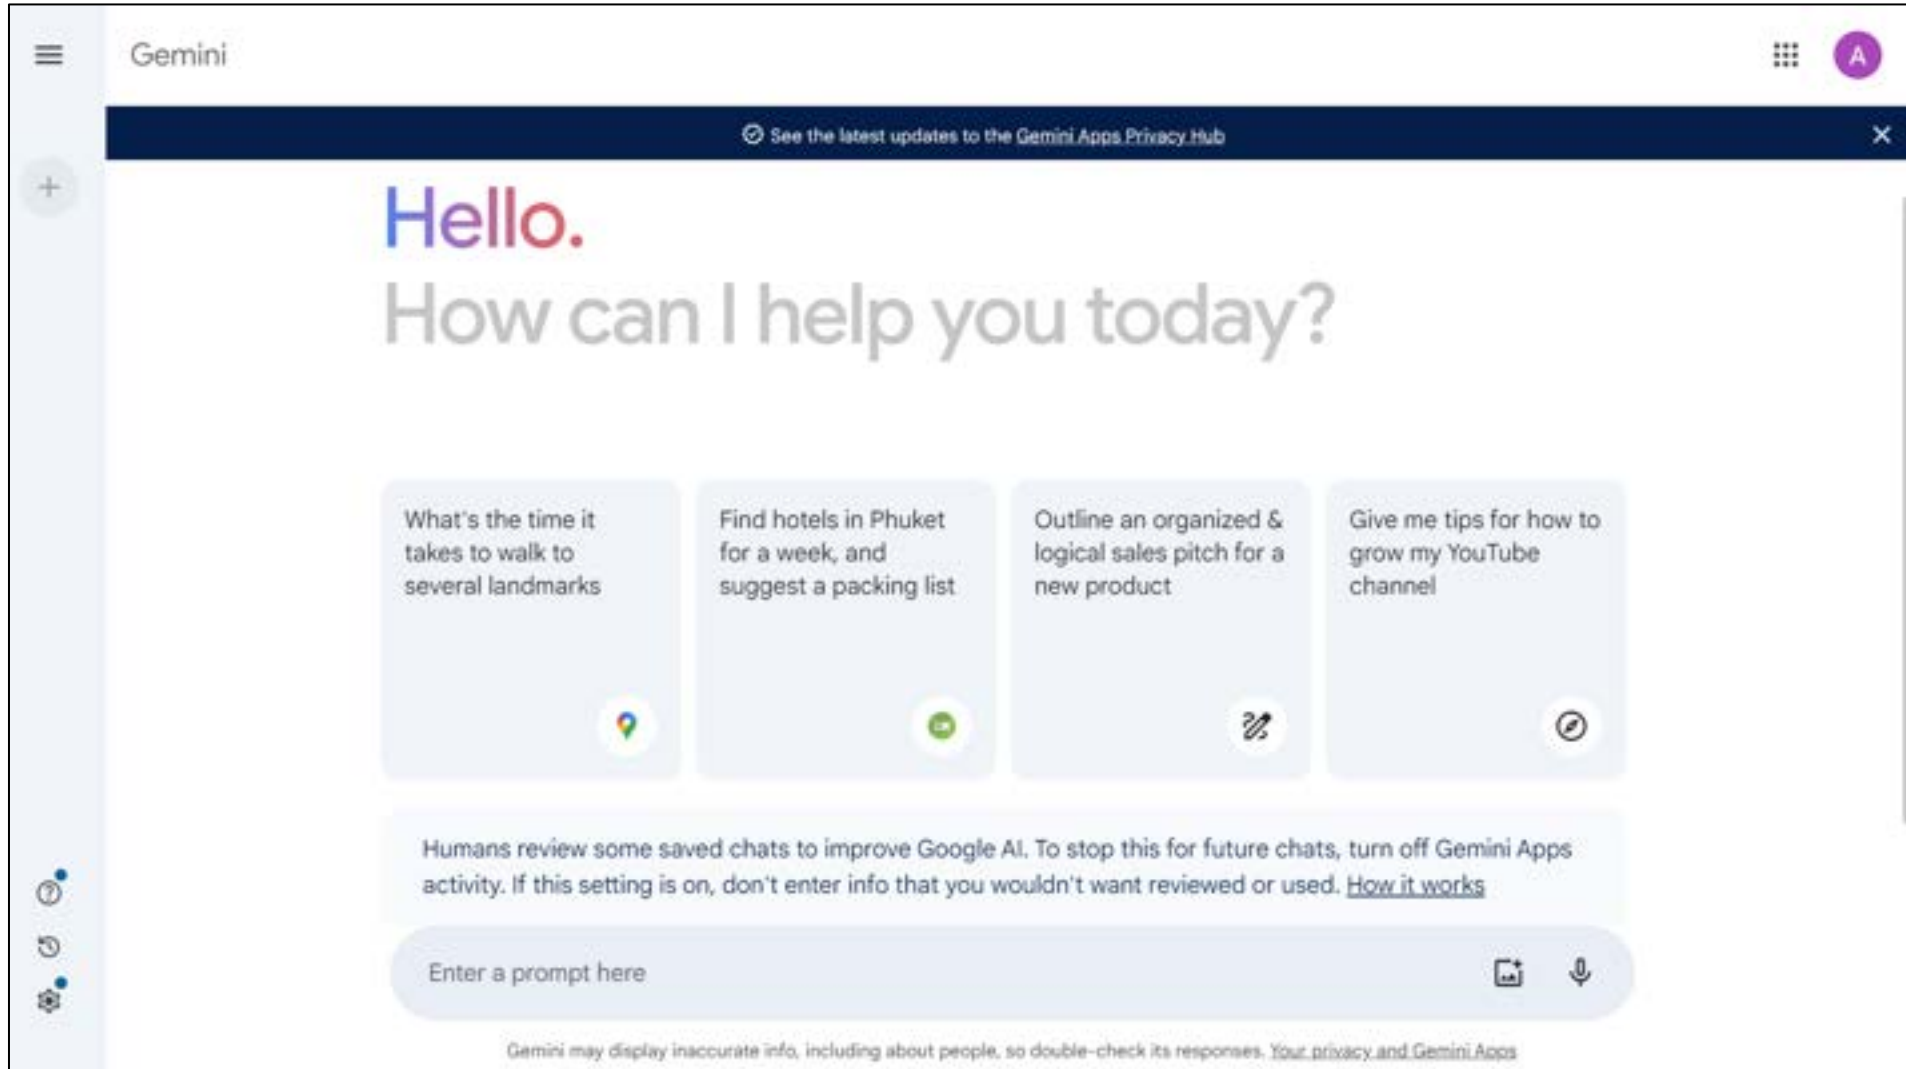 Gemini
A
See the latest updates to the Gemini Apps Privacy Hub
Hello.
How can I help you today?
What's the time it
takes to walk to
several landmarks
Find hotels in Phuket
for a week, and
suggest a packing list
Outline an organized &
logical sales pitch for a
new product
Give me tips for how to
grow my YouTube
channel
Humans review some saved chats to improve Google AI. To stop this for future chats, turn off Gemini Apps
activity. If this setting is on, don't enter info that you wouldn't want reviewed or used. How it works
Enter a prompt here
Gemini may display inaccurate info, including about people, so double-check its responses. Your privacy and Gemini Apps